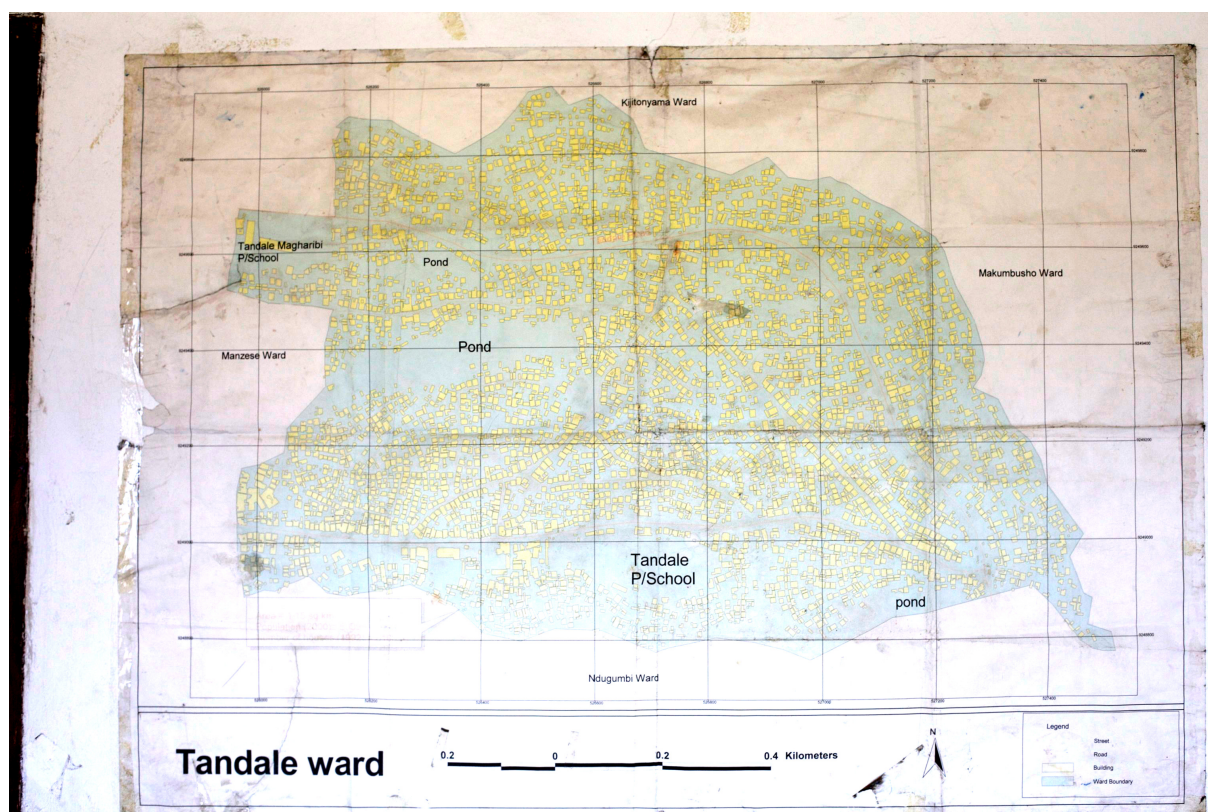 Kijitonyama Ward
Tandale Magharibi
P/School
Pond
Makumbusho Ward
Pond
Manzese Ward
Tandale
P/School
pond
Ndugumbi Ward
Tandale ward
0.2 0 0.2 0.4 Kilometers
N
Legend
Street
Road
Building
Ward Boundary